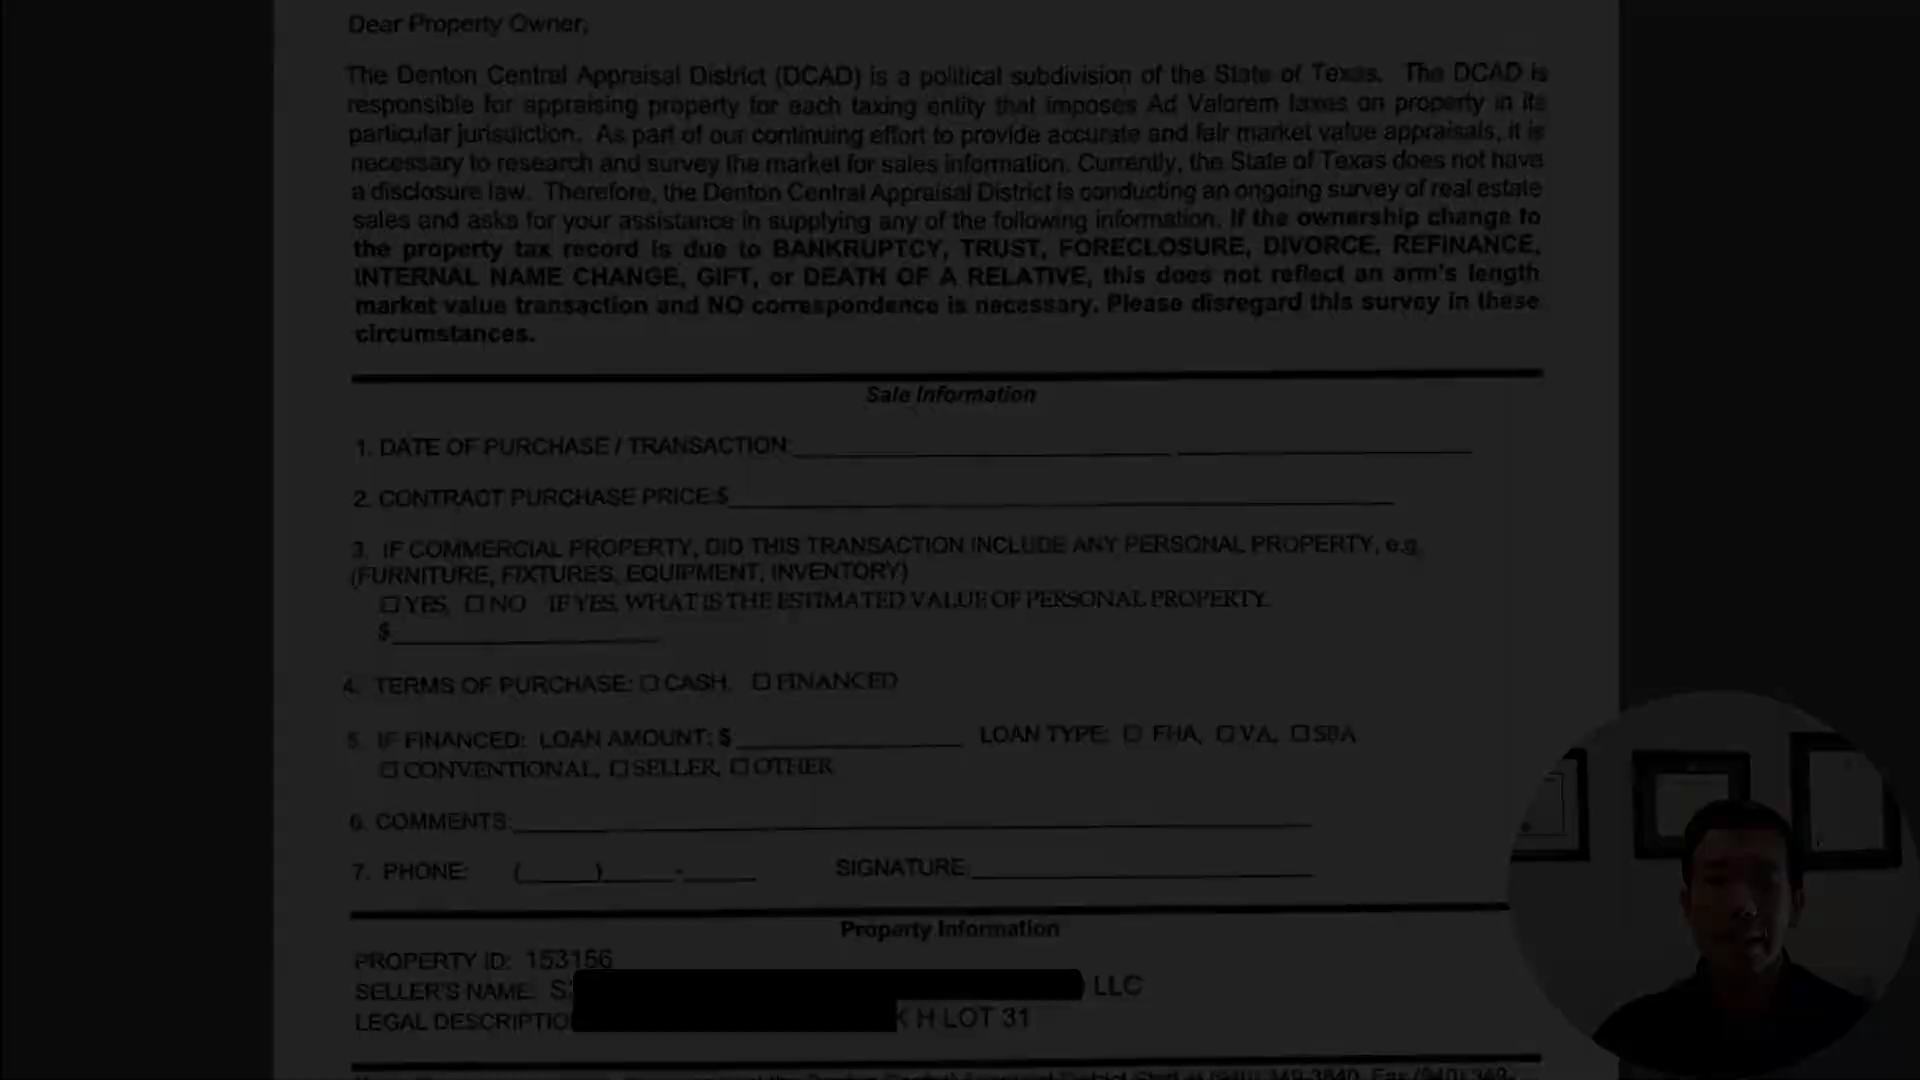 Dear Property Owner,
The Denton Central Appraisal District (DCAD) is a political subdivision of the State of Texas. The DCAD is
responsible for appraising property for each taxing entity that imposes Ad Valorem taxes on property in its
particular jurisdiction. As part of our continuing effort to provide accurate and fair market value appraisals, it is
necessary to research and survey the market for sales information. Currently, the State of Texas does not have
a disclosure law. Therefore, the Denton Central Appraisal District is conducting an ongoing survey of real estate
sales and asks for your assistance in supplying any of the following information. If the ownership change to
the property tax record is due to BANKRUPTCY, TRUST, FORECLOSURE, DIVORCE, REFINANCE,
INTERNAL NAME CHANGE, GIFT, or DEATH OF A RELATIVE, this does not reflect an arm's length
market value transaction and NO correspondence is necessary. Please disregard this survey in these
circumstances.
Sale Information
1. DATE OF PURCHASE / TRANSACTION:
2. CONTRACT PURCHASE PRICE:$
3. IF COMMERCIAL PROPERTY, DID THIS TRANSACTION INCLUDE ANY PERSONAL PROPERTY, e.g.
(FURNITURE, FIXTURES, EQUIPMENT, INVENTORY)
☐ YES, ☐ NO IF YES, WHAT IS THE ESTIMATED VALUE OF PERSONAL PROPERTY.
$
4. TERMS OF PURCHASE: ☐ CASH, ☐ FINANCED
5. IF FINANCED: LOAN AMOUNT: $ LOAN TYPE: ☐ FHA, ☐ VA, ☐ SBA
☐ CONVENTIONAL, ☐ SELLER, ☐ OTHER
6. COMMENTS:
7. PHONE: ( ) - SIGNATURE:
Property Information
PROPERTY ID: 153156
SELLER'S NAME: S LLC
LEGAL DESCRIPTIO K H LOT 31